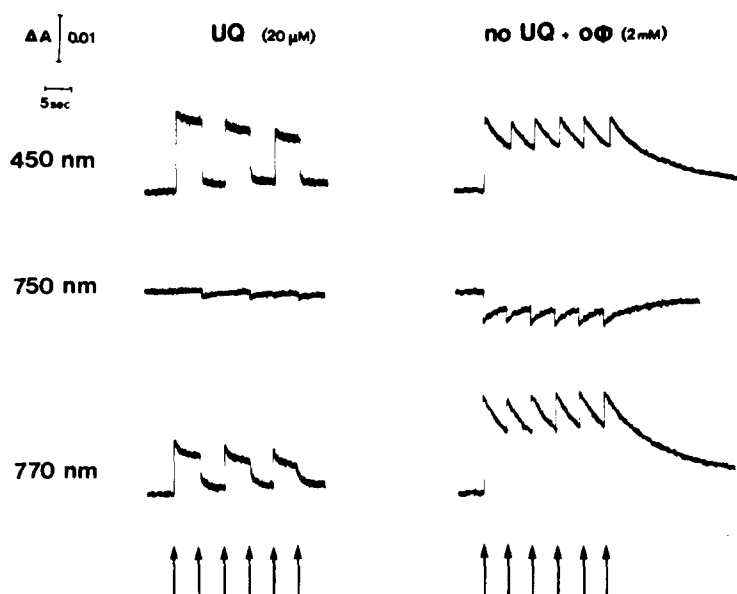 ΔA 0.01
UQ (20 μM)
no UQ + oΦ (2mM)
5sec
450 nm
750 nm
770 nm